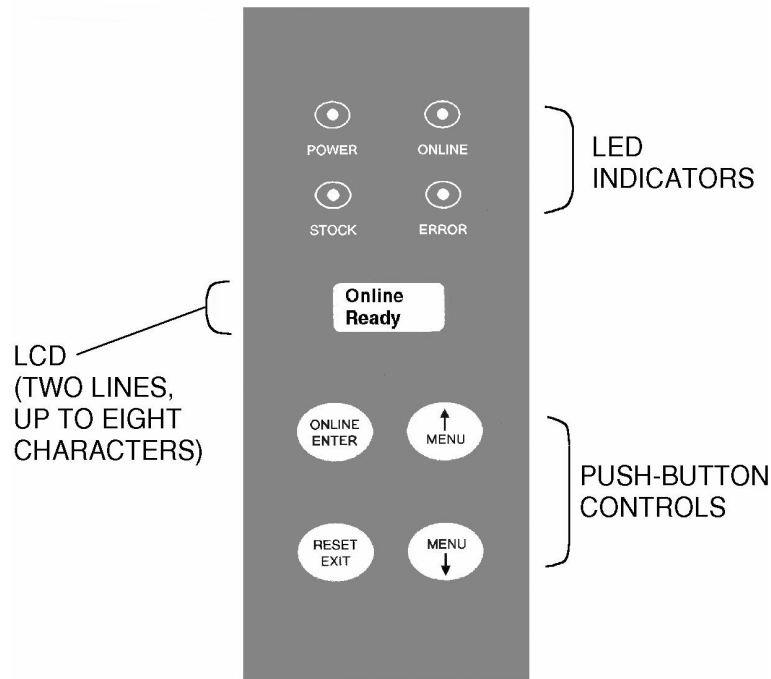 POWER
ONLINE
STOCK
ERROR
LED
INDICATORS
Online
Ready
LCD
(TWO LINES,
UP TO EIGHT
CHARACTERS)
ONLINE
ENTER
MENU
RESET
EXIT
MENU
PUSH-BUTTON
CONTROLS